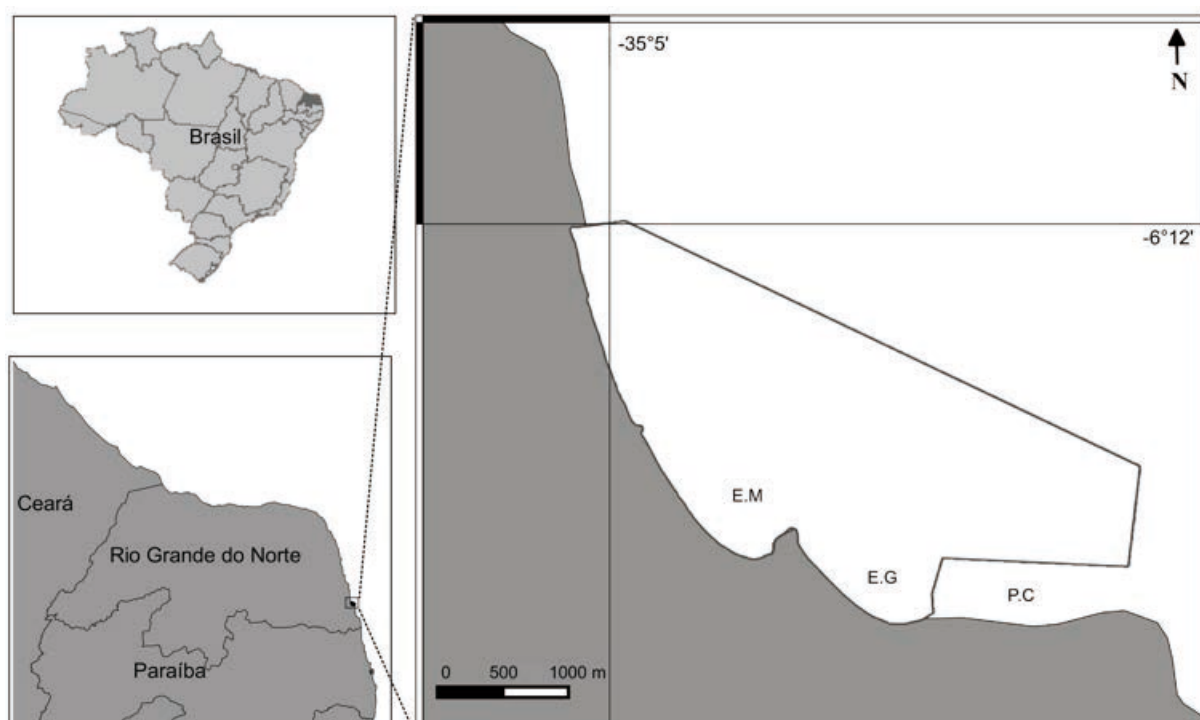 Brasil
Ceará
Rio Grande do Norte
Paraíba
-35°5'
N
-6°12'
E.M
E.G
P.C
0 500 1000 m